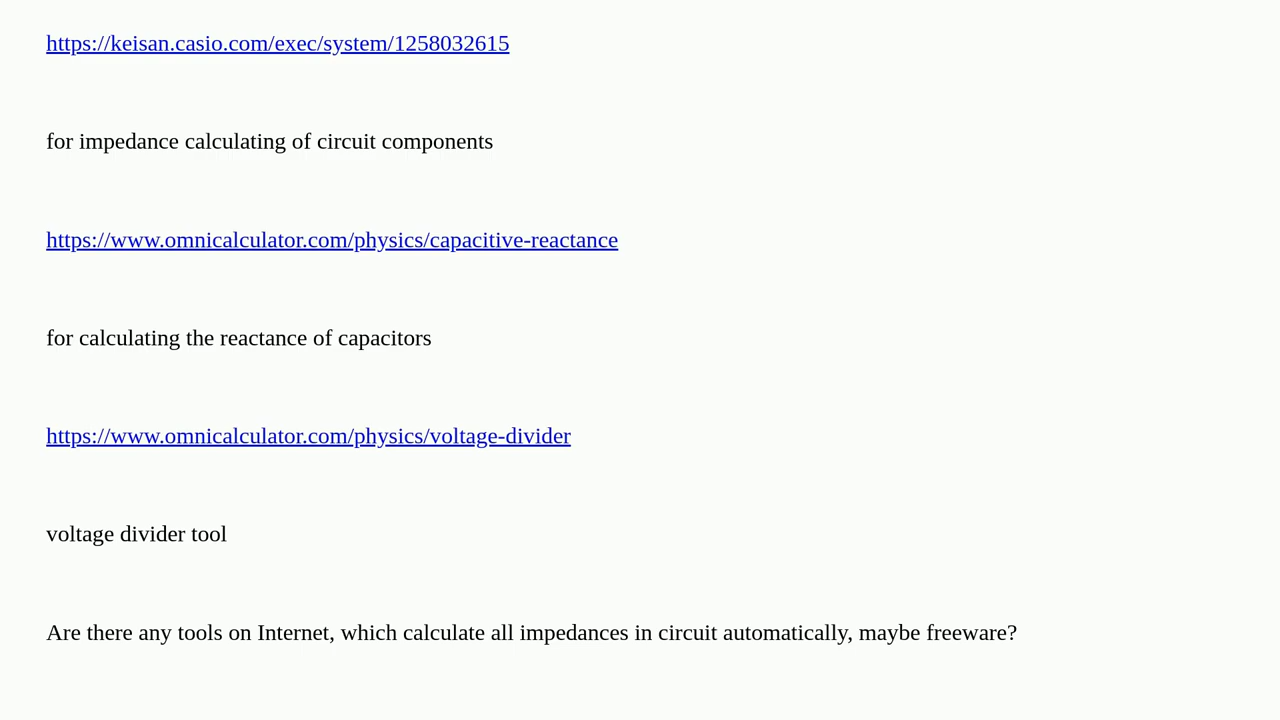 https://keisan.casio.com/exec/system/1258032615
for impedance calculating of circuit components
https://www.omnicalculator.com/physics/capacitive-reactance
for calculating the reactance of capacitors
https://www.omnicalculator.com/physics/voltage-divider
voltage divider tool
Are there any tools on Internet, which calculate all impedances in circuit automatically, maybe freeware?